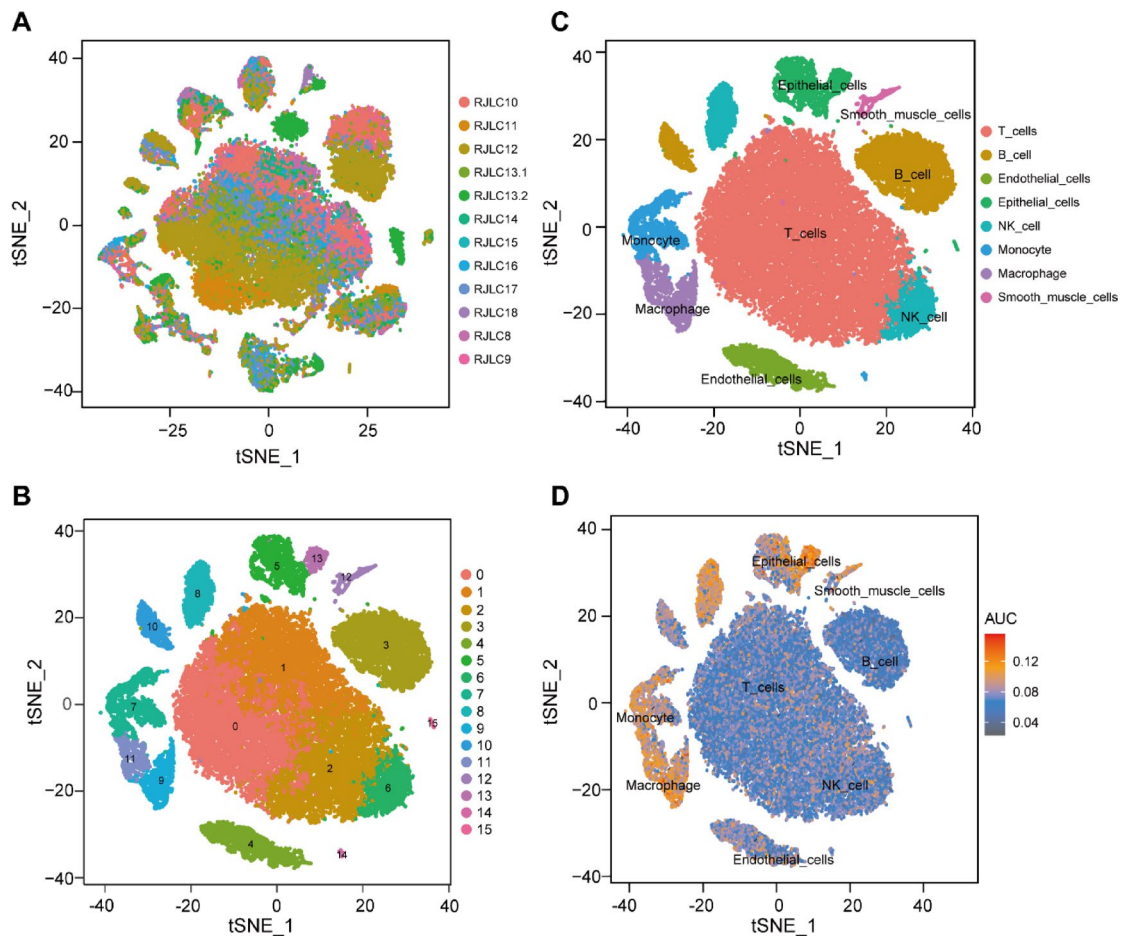 A
40
20
0
−20
−40
tSNE_2
−25
0
25
tSNE_1
RJLC10
RJLC11
RJLC12
RJLC13.1
RJLC13.2
RJLC14
RJLC15
RJLC16
RJLC17
RJLC18
RJLC8
RJLC9
C
40
20
0
−20
−40
tSNE_2
Epithelial_cells
Smooth_muscle_cells
B_cell
T_cells
Monocyte
Macrophage
NK_cell
Endothelial_cells
-40
-20
0
20
40
tSNE_1
T_cells
B_cell
Endothelial_cells
Epithelial_cells
NK_cell
Monocyte
Macrophage
Smooth_muscle_cells
B
40
20
0
−20
−40
tSNE_2
5
13
12
8
10
3
1
7
0
15
11
9
2
6
4
14
-40
-20
0
20
40
tSNE_1
0
1
2
3
4
5
6
7
8
9
10
11
12
13
14
15
D
40
20
0
−20
−40
tSNE_2
Epithelial_cells
Smooth_muscle_cells
B_cell
T_cells
Monocyte
Macrophage
NK_cell
Endothelial_cells
-40
-20
0
20
40
tSNE_1
AUC
0.12
0.08
0.04